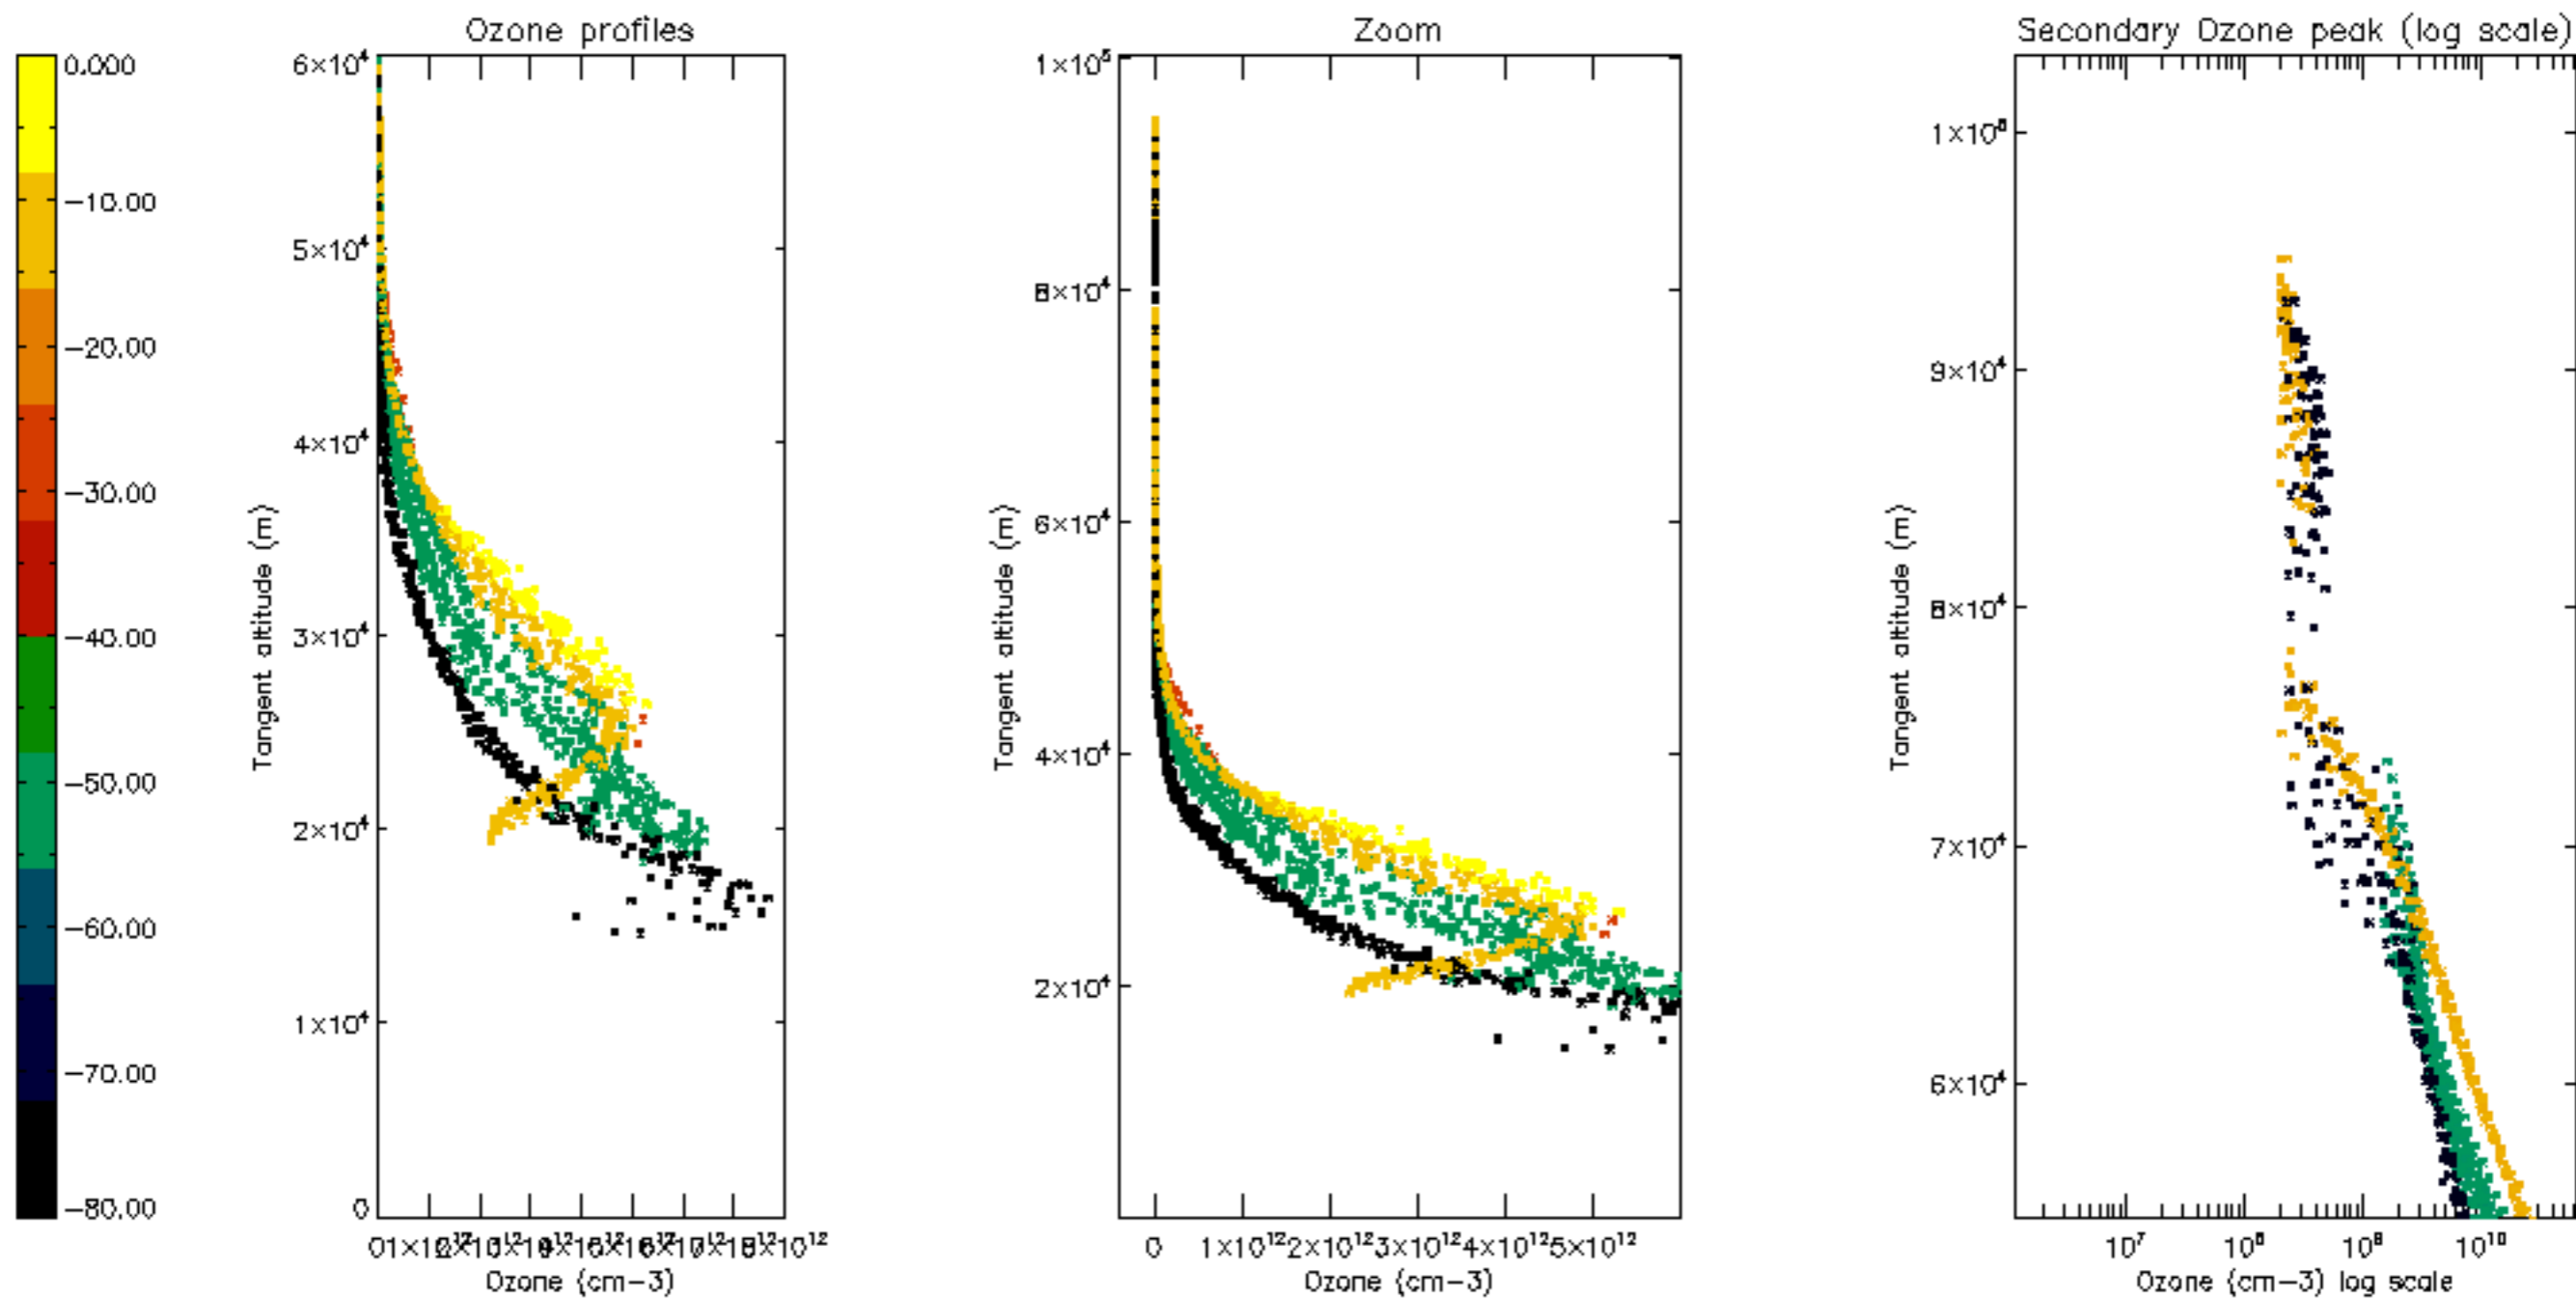 Ozone profiles
Zoom
Secondary Ozone peak (log scale)
0.000
−10.00
−20.00
−30.00
−40.00
−50.00
−60.00
−70.00
−80.00
6×10⁴
5×10⁴
4×10⁴
3×10⁴
2×10⁴
1×10⁴
0
Tangent altitude (m)
Ozone (cm−3)
1×10⁵
8×10⁴
6×10⁴
4×10⁴
2×10⁴
Tangent altitude (m)
0 1×10¹² 2×10¹² 3×10¹² 4×10¹² 5×10¹²
Ozone (cm−3)
9×10⁴
8×10⁴
7×10⁴
6×10⁴
Tangent altitude (m)
10⁷ 10⁸ 10⁹ 10¹⁰
Ozone (cm−3) log scale